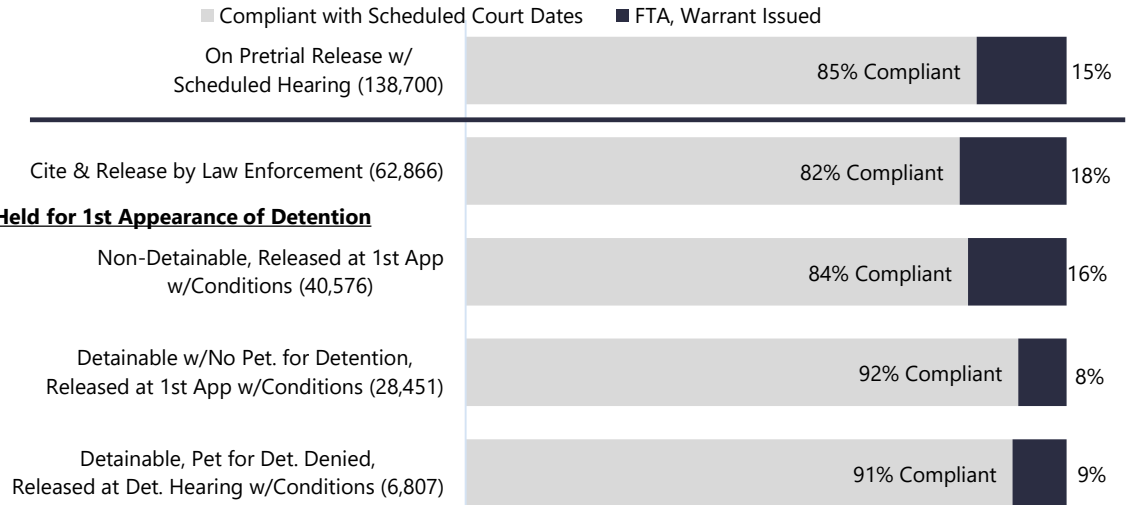 Compliant with Scheduled Court Dates FTA, Warrant Issued
On Pretrial Release w/
Scheduled Hearing (138,700)
85% Compliant
15%
Cite & Release by Law Enforcement (62,866)
82% Compliant
18%
Held for 1st Appearance of Detention
Non-Detainable, Released at 1st App
w/Conditions (40,576)
84% Compliant
16%
Detainable w/No Pet. for Detention,
Released at 1st App w/Conditions (28,451)
92% Compliant
8%
Detainable, Pet for Det. Denied,
Released at Det. Hearing w/Conditions (6,807)
91% Compliant
9%